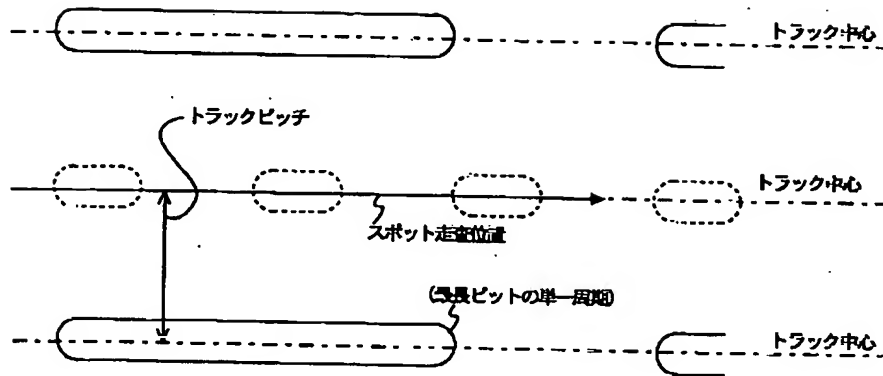 トラック中心
トラックピッチ
トラック中心
スポット走査位置
(最長ピットの単一周期)
トラック中心